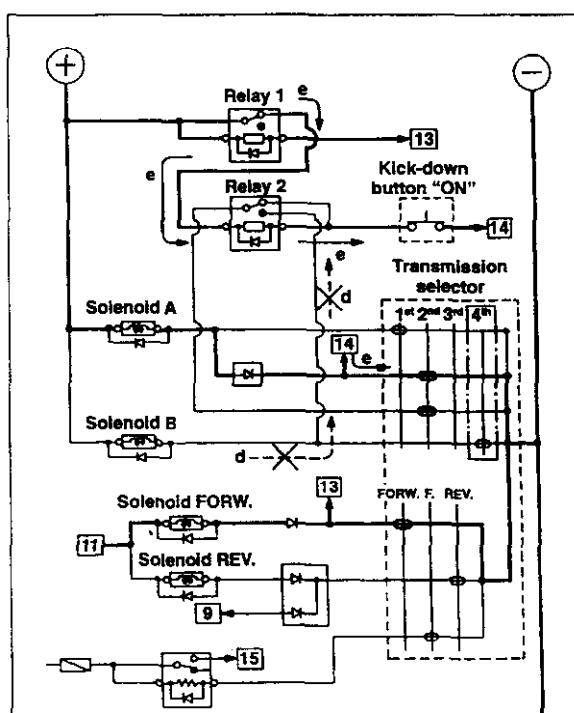 +
−
Relay 1
e
13
e
Kick-down
button "ON"
Relay 2
14
e
Transmission
selector
d
Solenoid A
1st 2nd 3rd 4th
14
e
Solenoid B
d
13
FORW. F. REV.
Solenoid FORW.
11
Solenoid REV.
9
15